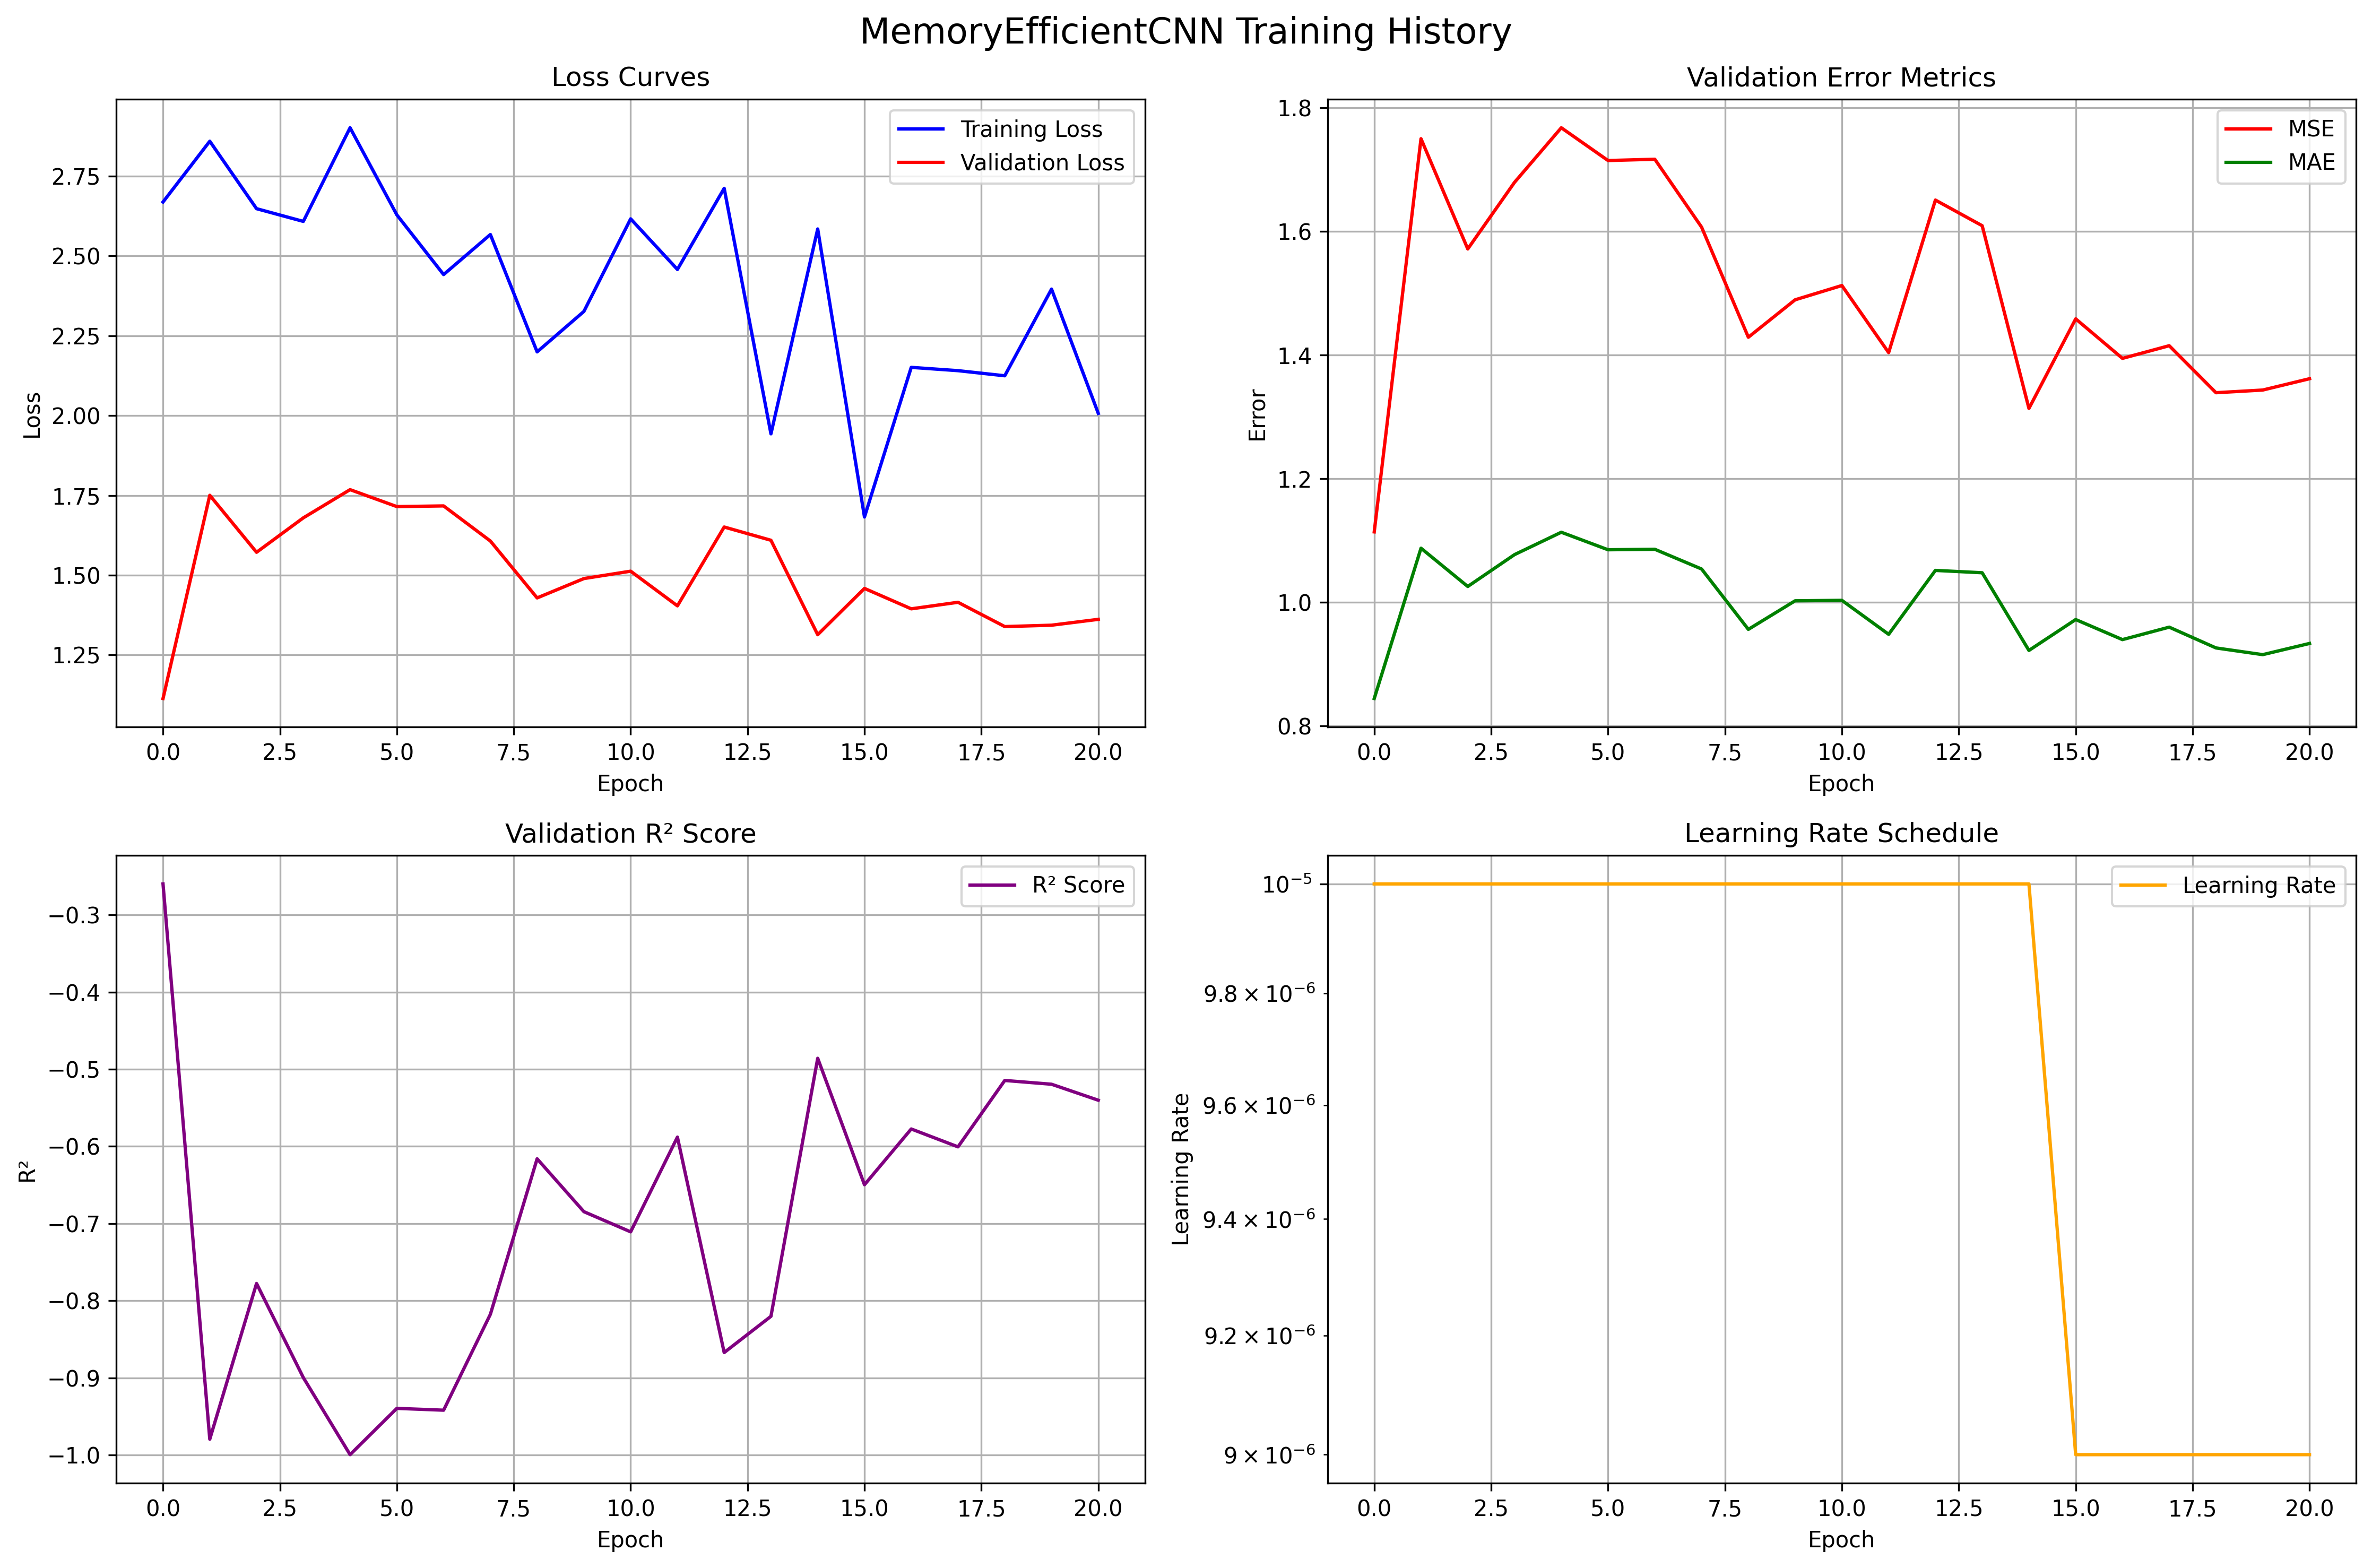 MemoryEfficientCNN Training History
Loss Curves
Training Loss
Validation Loss
2.75
2.50
2.25
2.00
1.75
1.50
1.25
Loss
0.0 2.5 5.0 7.5 10.0 12.5 15.0 17.5 20.0
Epoch
Validation Error Metrics
MSE
MAE
1.8
1.6
1.4
1.2
1.0
0.8
Error
0.0 2.5 5.0 7.5 10.0 12.5 15.0 17.5 20.0
Epoch
Validation R² Score
R² Score
−0.3
−0.4
−0.5
−0.6
−0.7
−0.8
−0.9
−1.0
R²
0.0 2.5 5.0 7.5 10.0 12.5 15.0 17.5 20.0
Epoch
Learning Rate Schedule
Learning Rate
10⁻⁵
9.8 × 10⁻⁶
9.6 × 10⁻⁶
9.4 × 10⁻⁶
9.2 × 10⁻⁶
9 × 10⁻⁶
Learning Rate
0.0 2.5 5.0 7.5 10.0 12.5 15.0 17.5 20.0
Epoch